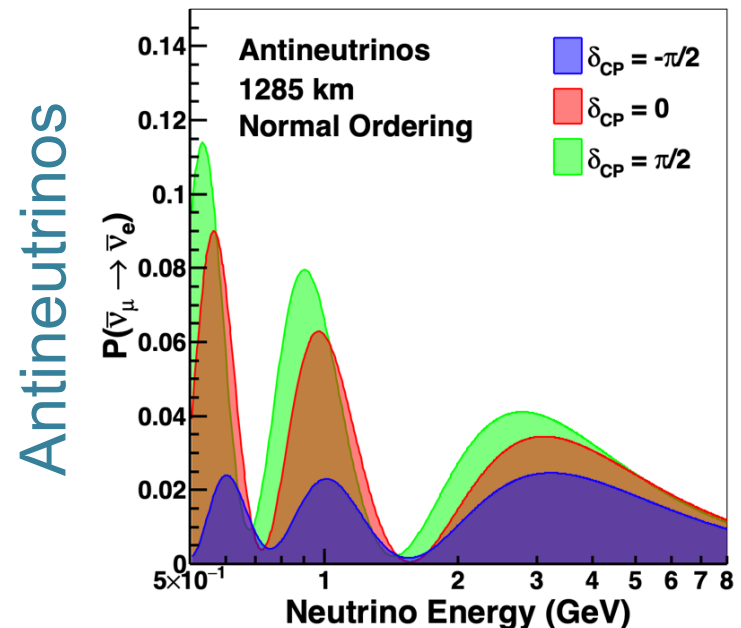 Antineutrinos
Antineutrinos
1285 km
Normal Ordering
δCP = -π/2
δCP = 0
δCP = π/2
P(ν̄μ → ν̄e)
0.14
0.12
0.1
0.08
0.06
0.04
0.02
0
5×10⁻¹ 1 2 3 4 5 6 7 8
Neutrino Energy (GeV)